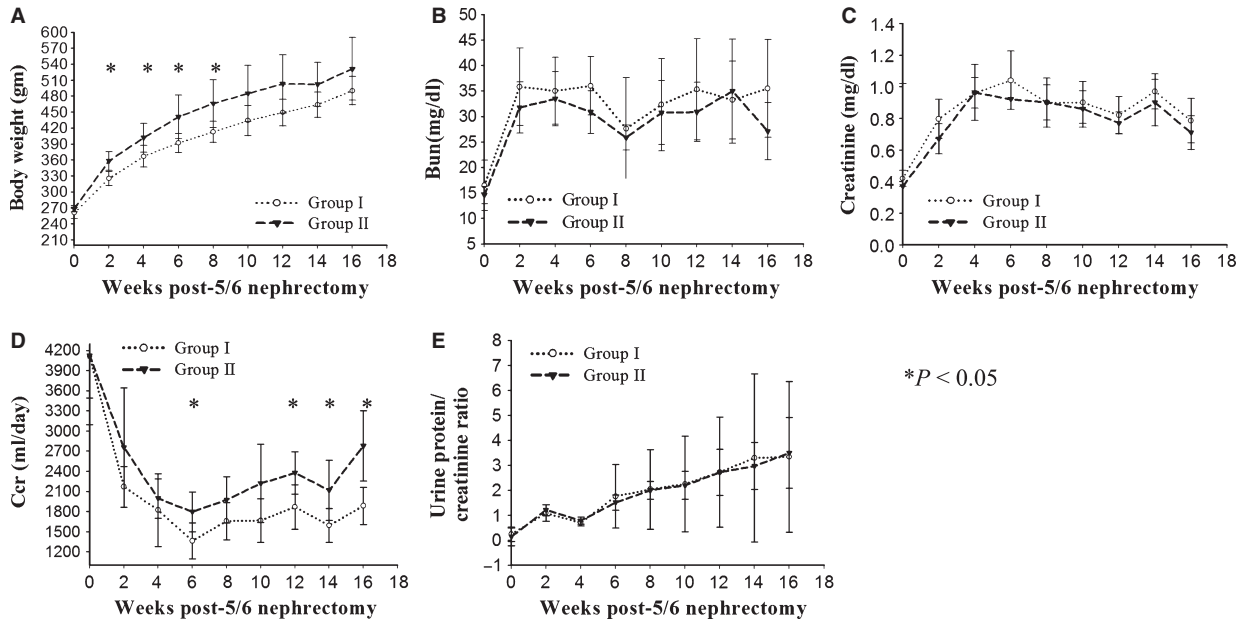 A
Body weight (gm)
600
570
540
510
480
450
420
390
360
330
300
270
240
210
* * * *
Group I
Group II
0 2 4 6 8 10 12 14 16 18
Weeks post-5/6 nephrectomy
B
Bun(mg/dl)
50
45
40
35
30
25
20
15
10
5
Group I
Group II
0 2 4 6 8 10 12 14 16 18
Weeks post-5/6 nephrectomy
C
Creatinine (mg/dl)
1.4
1.2
1.0
0.8
0.6
0.4
0.2
0.0
Group I
Group II
0 2 4 6 8 10 12 14 16 18
Weeks post-5/6 nephrectomy
D
Ccr (ml/day)
4200
3900
3600
3300
3000
2700
2400
2100
1800
1500
1200
Group I
Group II
* * * *
0 2 4 6 8 10 12 14 16 18
Weeks post-5/6 nephrectomy
E
Urine protein/
creatinine ratio
8
7
6
5
4
3
2
1
0
–1
Group I
Group II
0 2 4 6 8 10 12 14 16 18
Weeks post-5/6 nephrectomy
*P < 0.05